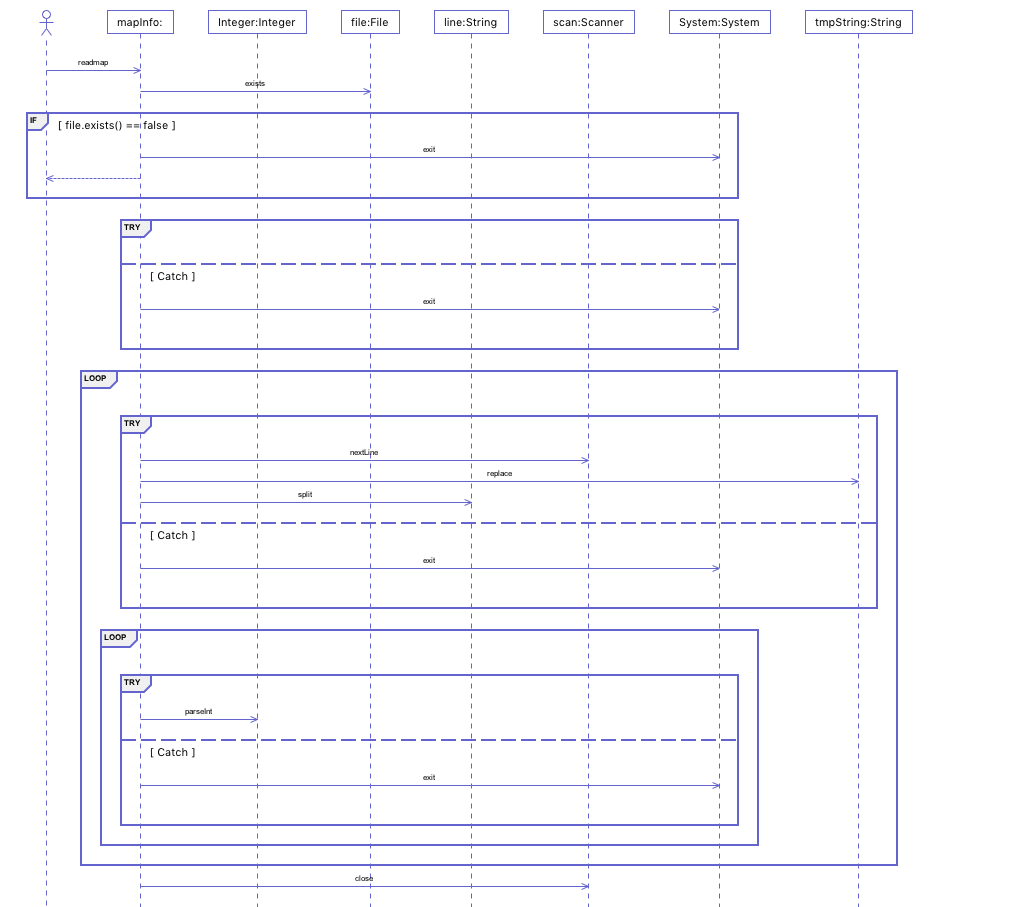 mapInfo:
Integer:Integer
file:File
line:String
scan:Scanner
System:System
tmpString:String
readmap
exists
IF
[ file.exists() == false ]
exit
TRY
[ Catch ]
exit
LOOP
TRY
nextLine
replace
split
[ Catch ]
exit
LOOP
TRY
parseInt
[ Catch ]
exit
close